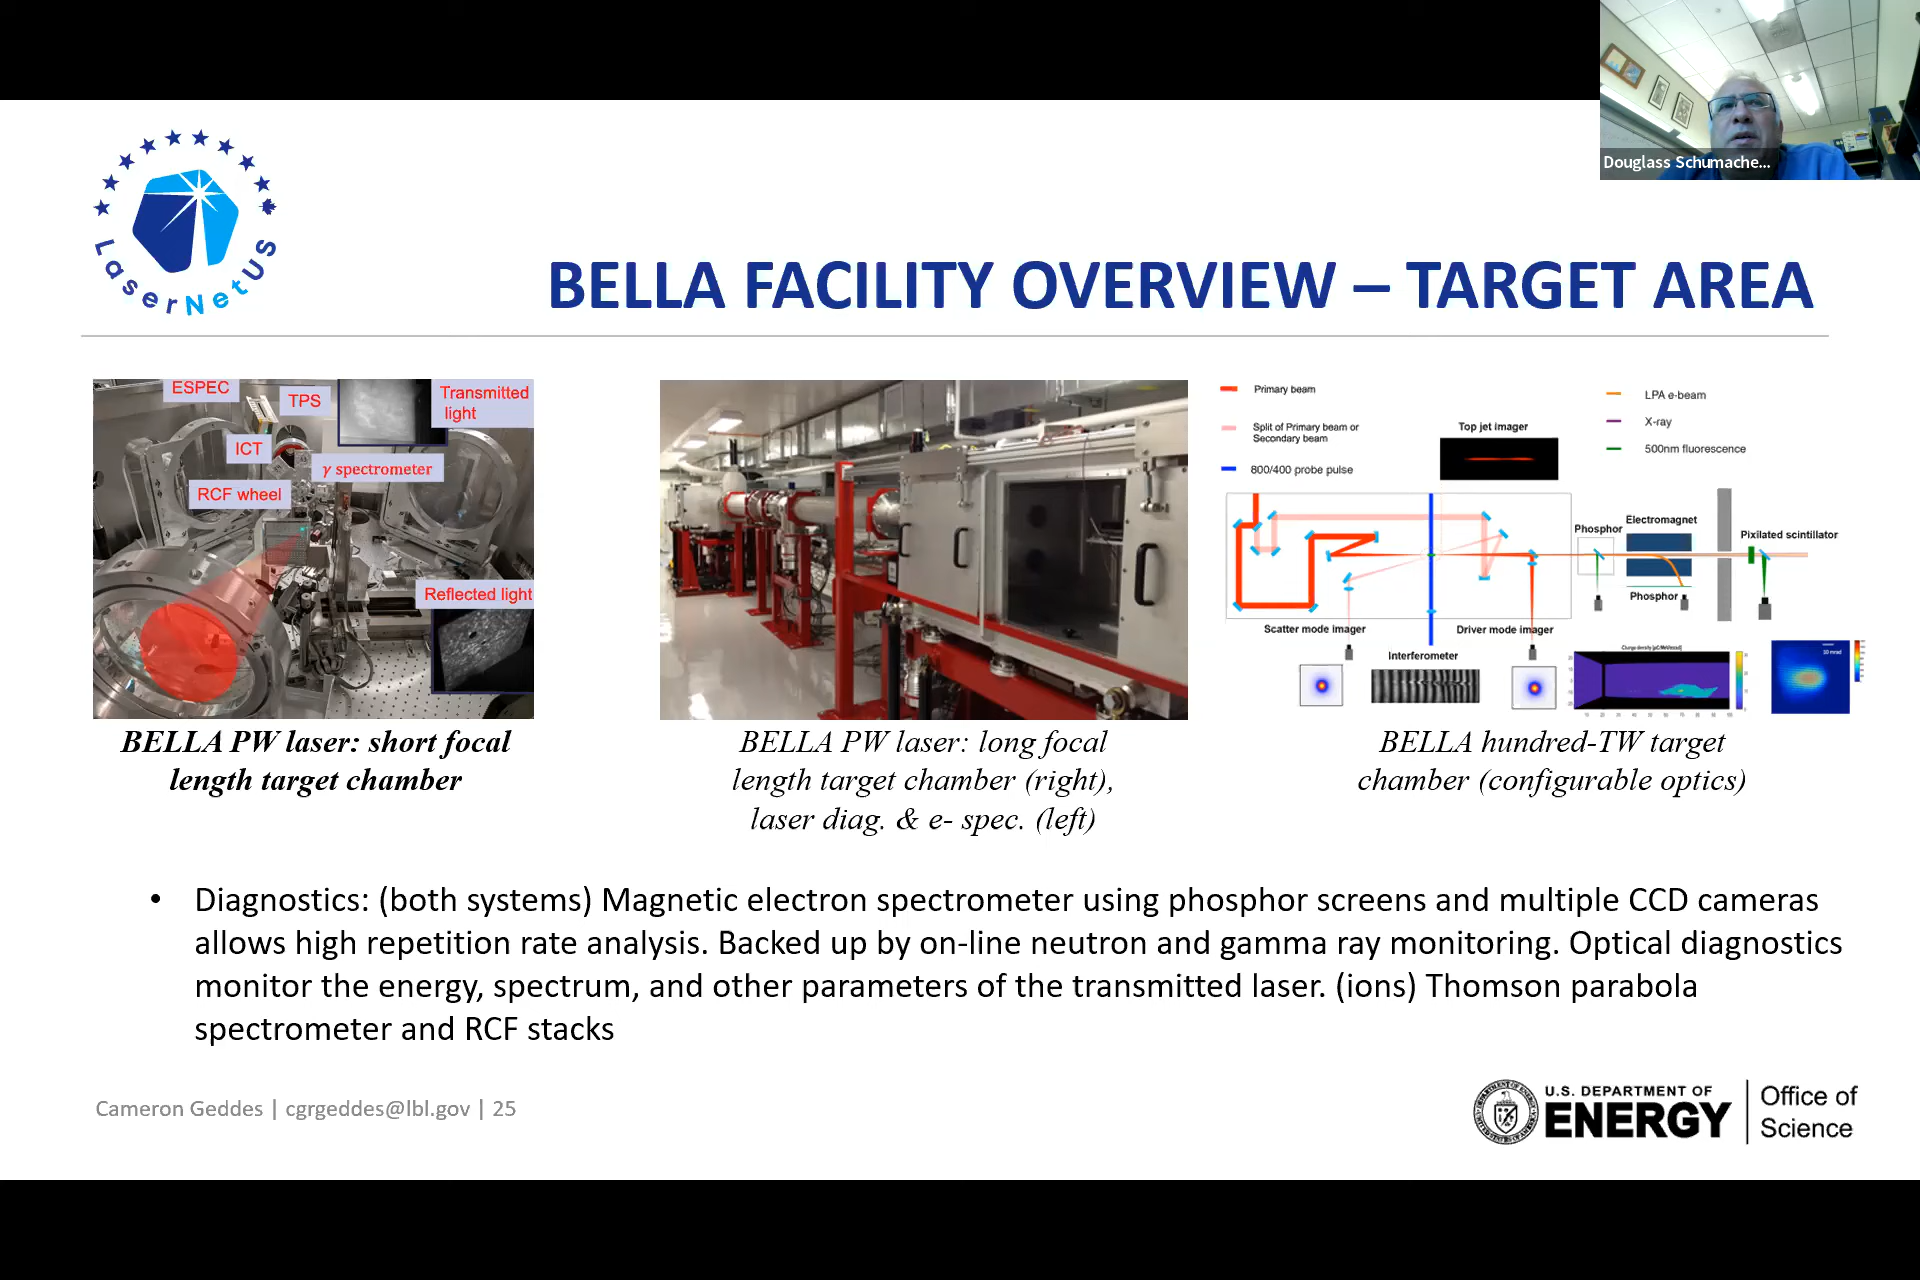 Douglass Schumache...
LaserNetUS
BELLA FACILITY OVERVIEW – TARGET AREA
ESPEC
TPS
Transmitted
light
ICT
γ spectrometer
RCF wheel
Reflected light
BELLA PW laser: short focal
length target chamber
BELLA PW laser: long focal
length target chamber (right),
laser diag. & e- spec. (left)
Primary beam
Split of Primary beam or
Secondary beam
800/400 probe pulse
Top jet imager
LPA e-beam
X-ray
500nm fluorescence
Phosphor
Electromagnet
Pixilated scintillator
Phosphor
Scatter mode imager
Driver mode imager
Interferometer
10 mrad
BELLA hundred-TW target
chamber (configurable optics)
• Diagnostics: (both systems) Magnetic electron spectrometer using phosphor screens and multiple CCD cameras
allows high repetition rate analysis. Backed up by on-line neutron and gamma ray monitoring. Optical diagnostics
monitor the energy, spectrum, and other parameters of the transmitted laser. (ions) Thomson parabola
spectrometer and RCF stacks
Cameron Geddes | cgrgeddes@lbl.gov | 25
U.S. DEPARTMENT OF
ENERGY
Office of
Science